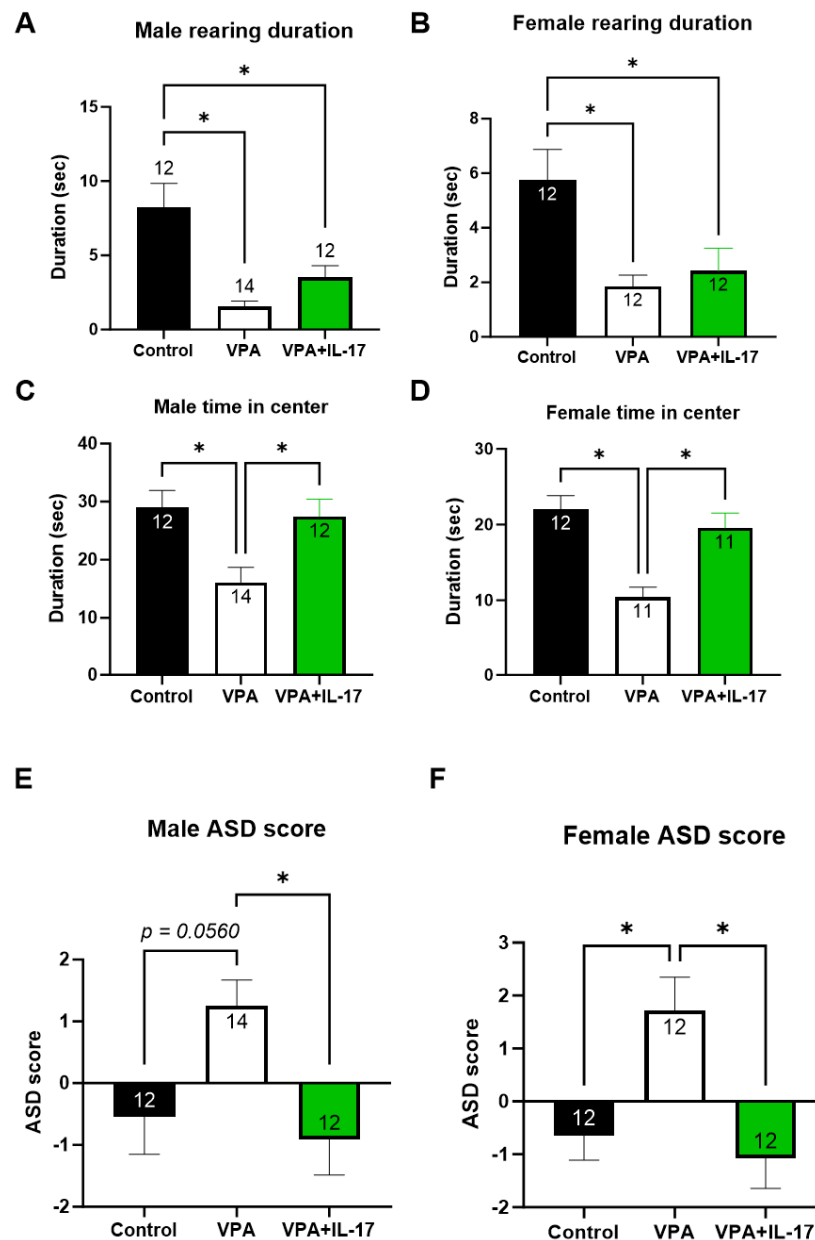 A
Male rearing duration
*
*
15
10
5
0
Duration (sec)
12
14
12
Control
VPA
VPA+IL-17
B
Female rearing duration
*
*
8
6
4
2
0
Duration (sec)
12
12
12
Control
VPA
VPA+IL-17
C
Male time in center
*
*
40
30
20
10
0
Duration (sec)
12
14
12
Control
VPA
VPA+IL-17
D
Female time in center
*
*
30
20
10
0
Duration (sec)
12
11
11
Control
VPA
VPA+IL-17
E
Male ASD score
*
p = 0.0560
2
1
0
-1
-2
ASD score
12
14
12
Control
VPA
VPA+IL-17
F
Female ASD score
*
*
3
2
1
0
-1
-2
ASD score
12
12
12
Control
VPA
VPA+IL-17